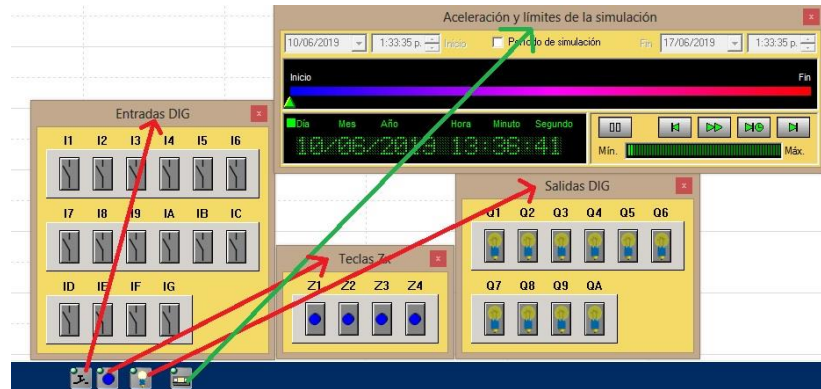 Aceleración y límites de la simulación
10/06/2019 1:33:35 p. Inicio Periodo de simulación Fin 17/06/2019 1:33:35 p.
Inicio Fin
Día Mes Año Hora Minuto Segundo
10/06/2019 13:36:41
Mín. Máx.
Entradas DIG
I1 I2 I3 I4 I5 I6
I7 I8 I9 IA IB IC
ID IE IF IG
Teclas Zx
Z1 Z2 Z3 Z4
Salidas DIG
Q1 Q2 Q3 Q4 Q5 Q6
Q7 Q8 Q9 QA